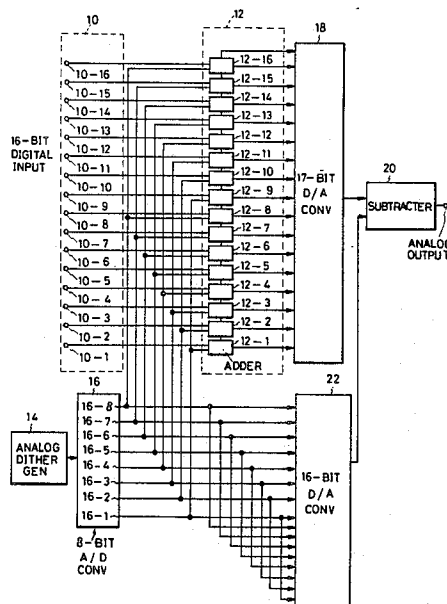 10
12
18
12-16
10-16
12-15
10-15
12-14
10-14
12-13
10-13
12-12
10-12
12-11
10-11
12-10
10-10
12-9
10-9
12-8
10-8
12-7
10-7
12-6
10-6
12-5
10-5
12-4
10-4
12-3
10-3
12-2
10-2
12-1
10-1
16-BIT
DIGITAL
INPUT
17-BIT
D/A
CONV
20
SUBTRACTER
ANALOG
OUTPUT
ADDER
16
22
14
ANALOG
DITHER
GEN
16-8
16-7
16-6
16-5
16-4
16-3
16-2
16-1
16-BIT
D/A
CONV
8-BIT
A/D
CONV